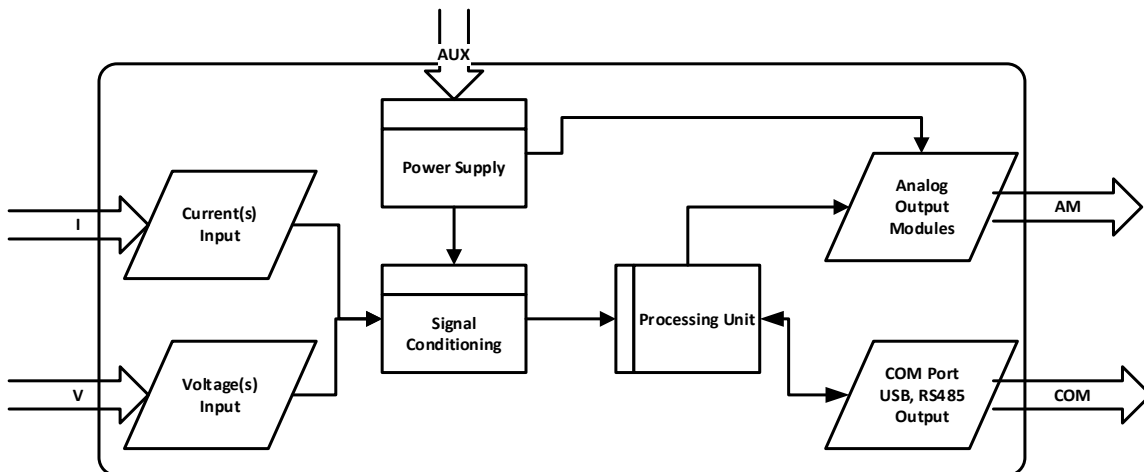 AUX
Power Supply
Current(s)
Input
I
Analog
Output
Modules
AM
Signal
Conditioning
Processing Unit
Voltage(s)
Input
V
COM Port
USB, RS485
Output
COM